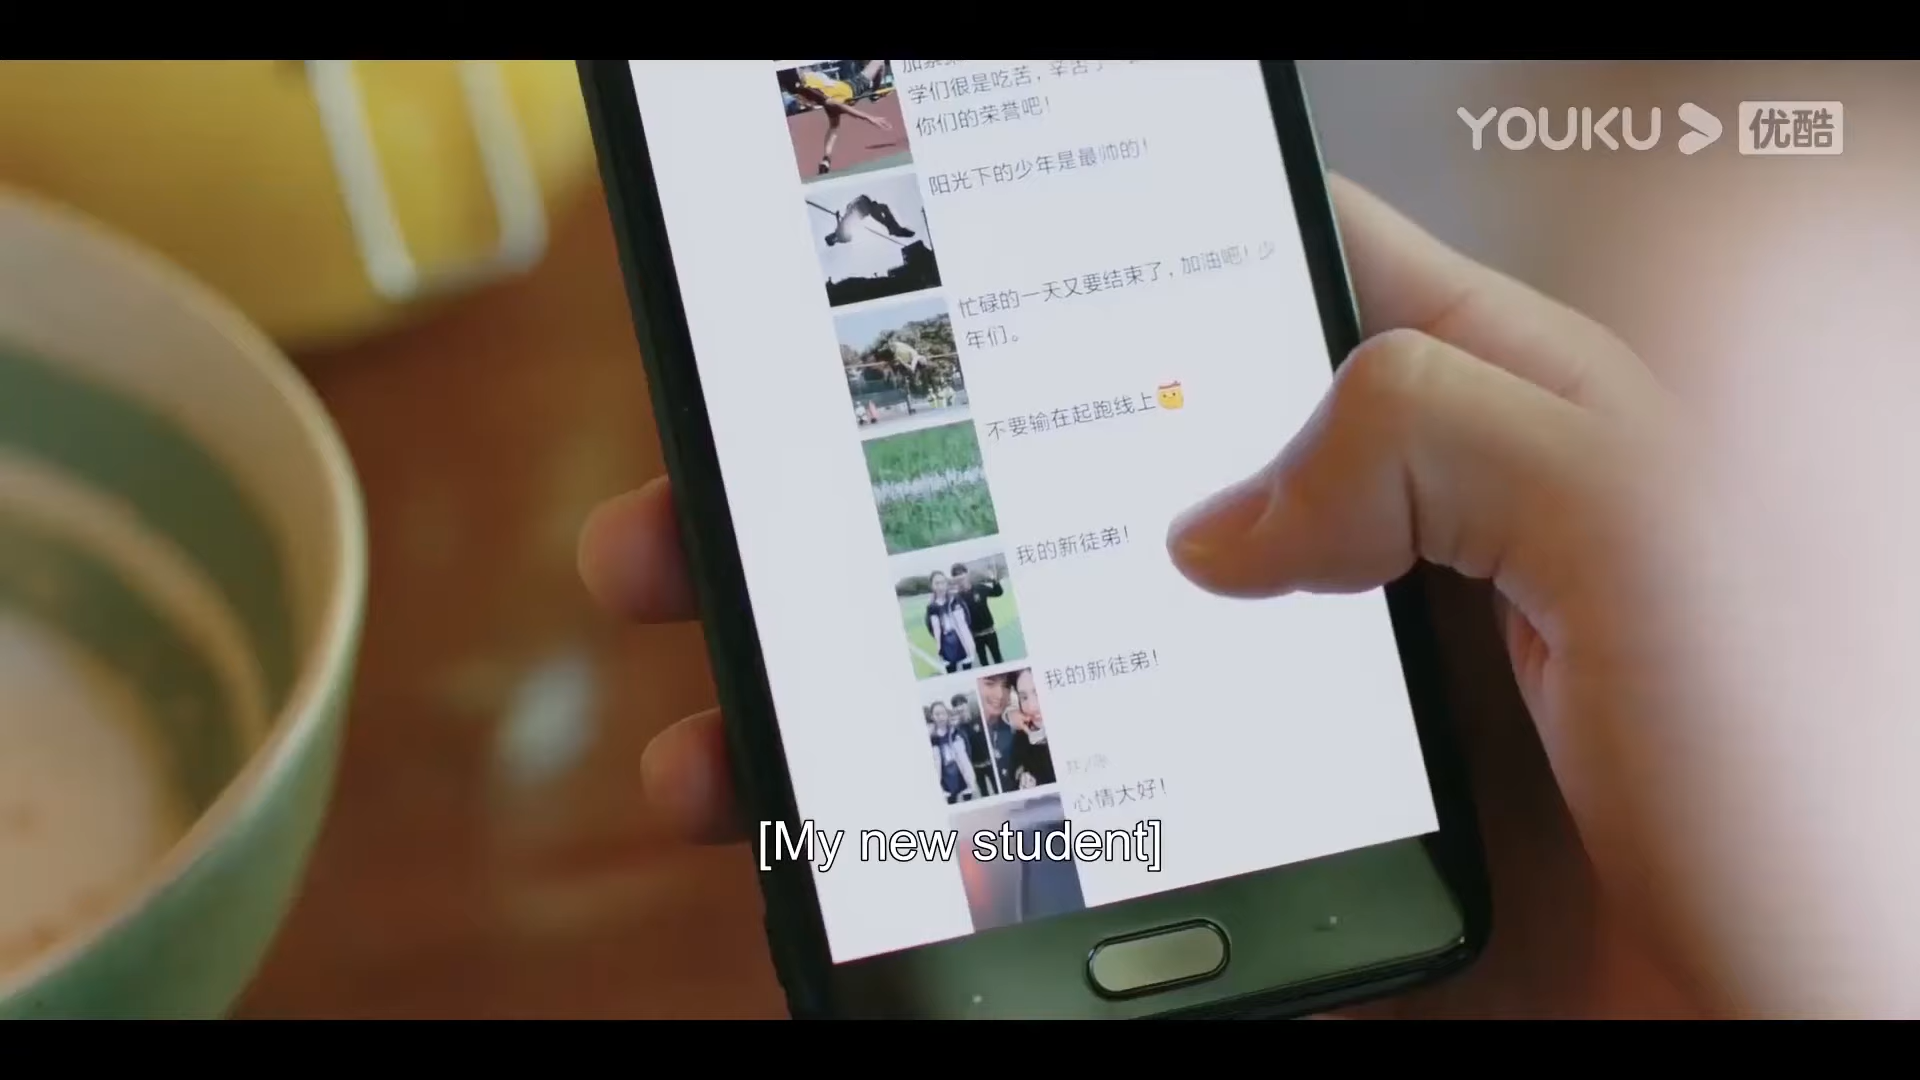 YOUKU 优酷
学们很是吃苦，辛苦了
你们的荣誉吧！
阳光下的少年是最帅的！
忙碌的一天又要结束了，加油吧！少
年们。
不要输在起跑线上
我的新徒弟！
我的新徒弟！
心情大好！
[My new student]